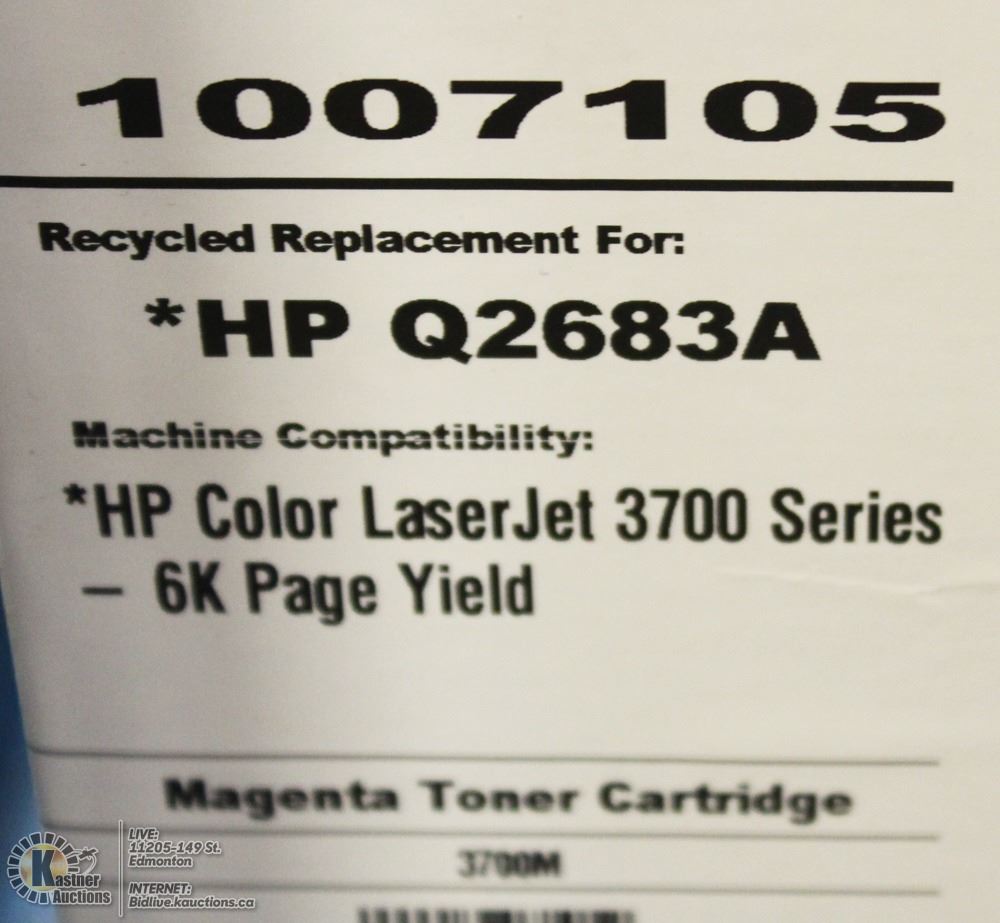 1007105
Recycled Replacement For:
*HP Q2683A
Machine Compatibility:
*HP Color LaserJet 3700 Series
– 6K Page Yield
Magenta Toner Cartridge
3700M
Kastner
Auctions
LIVE:
11205-149 St.
Edmonton
INTERNET:
Bidlive.kauctions.ca